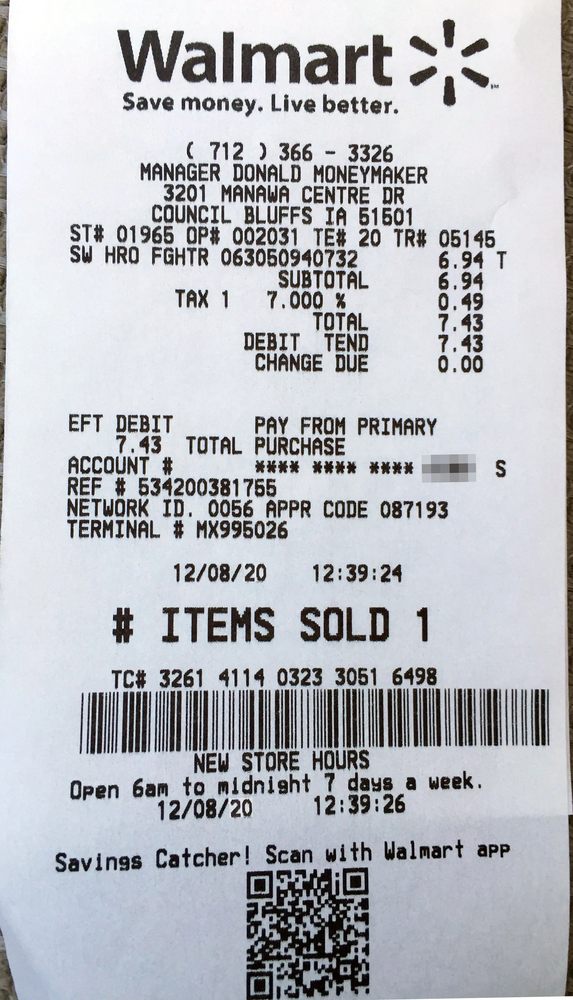 Walmart
Save money. Live better.
( 712 ) 366 - 3326
MANAGER DONALD MONEYMAKER
3201 MANAWA CENTRE DR
COUNCIL BLUFFS IA 51501
ST# 01965 OP# 002031 TE# 20 TR# 05145
SW HRO FGHTR 063050940732 6.94 T
SUBTOTAL 6.94
TAX 1 7.000 % 0.49
TOTAL 7.43
DEBIT TEND 7.43
CHANGE DUE 0.00
EFT DEBIT PAY FROM PRIMARY
7.43 TOTAL PURCHASE
ACCOUNT # **** **** **** S
REF # 534200381755
NETWORK ID. 0056 APPR CODE 087193
TERMINAL # MX995026
12/08/20 12:39:24
# ITEMS SOLD 1
TC# 3261 4114 0323 3051 6498
NEW STORE HOURS
Open 6am to midnight 7 days a week.
12/08/20 12:39:26
Savings Catcher! Scan with Walmart app